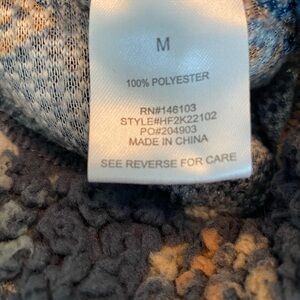 M
100% POLYESTER
RN#146103
STYLE#HF2K22102
PO#204903
MADE IN CHINA
SEE REVERSE FOR CARE